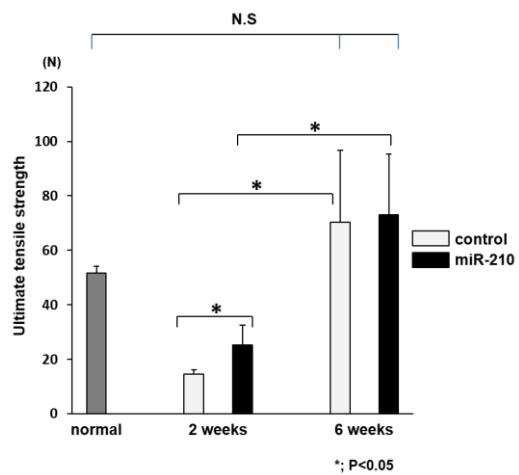 N.S
(N)
120
100
80
60
40
20
0
Ultimate tensile strength
*
*
*
control
miR-210
normal
2 weeks
6 weeks
*; P<0.05